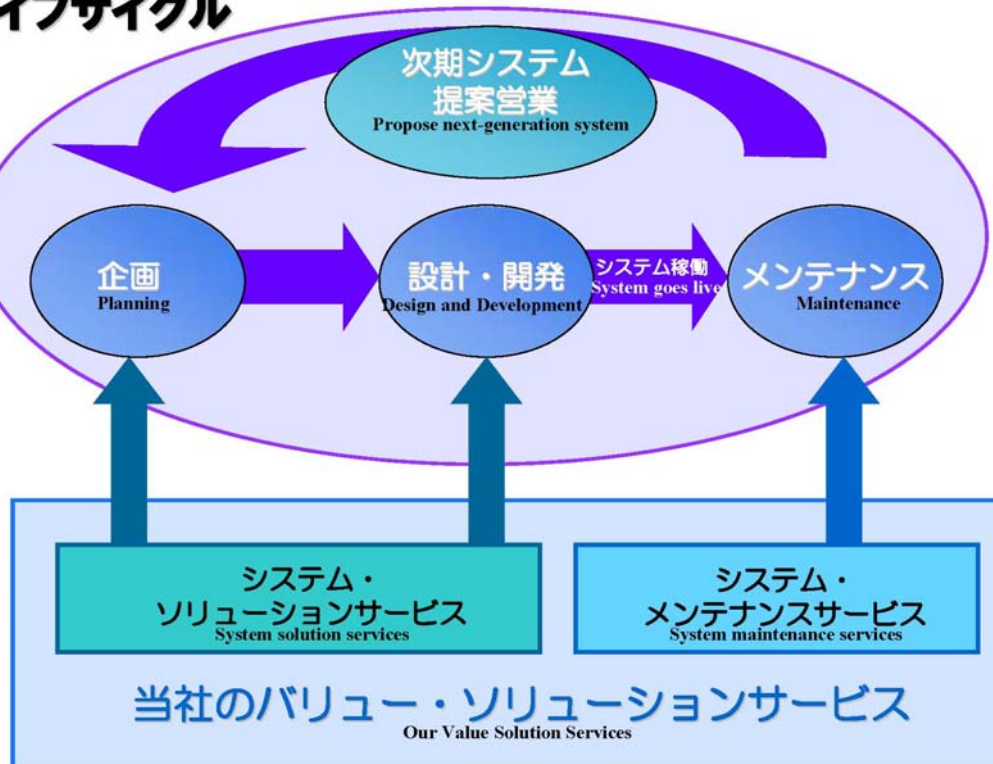 イフサイクル
次期システム
提案営業
Propose next-generation system
企画
Planning
設計・開発
Design and Development
システム稼働
System goes live
メンテナンス
Maintenance
システム・
ソリューションサービス
System solution services
システム・
メンテナンスサービス
System maintenance services
当社のバリュー・ソリューションサービス
Our Value Solution Services